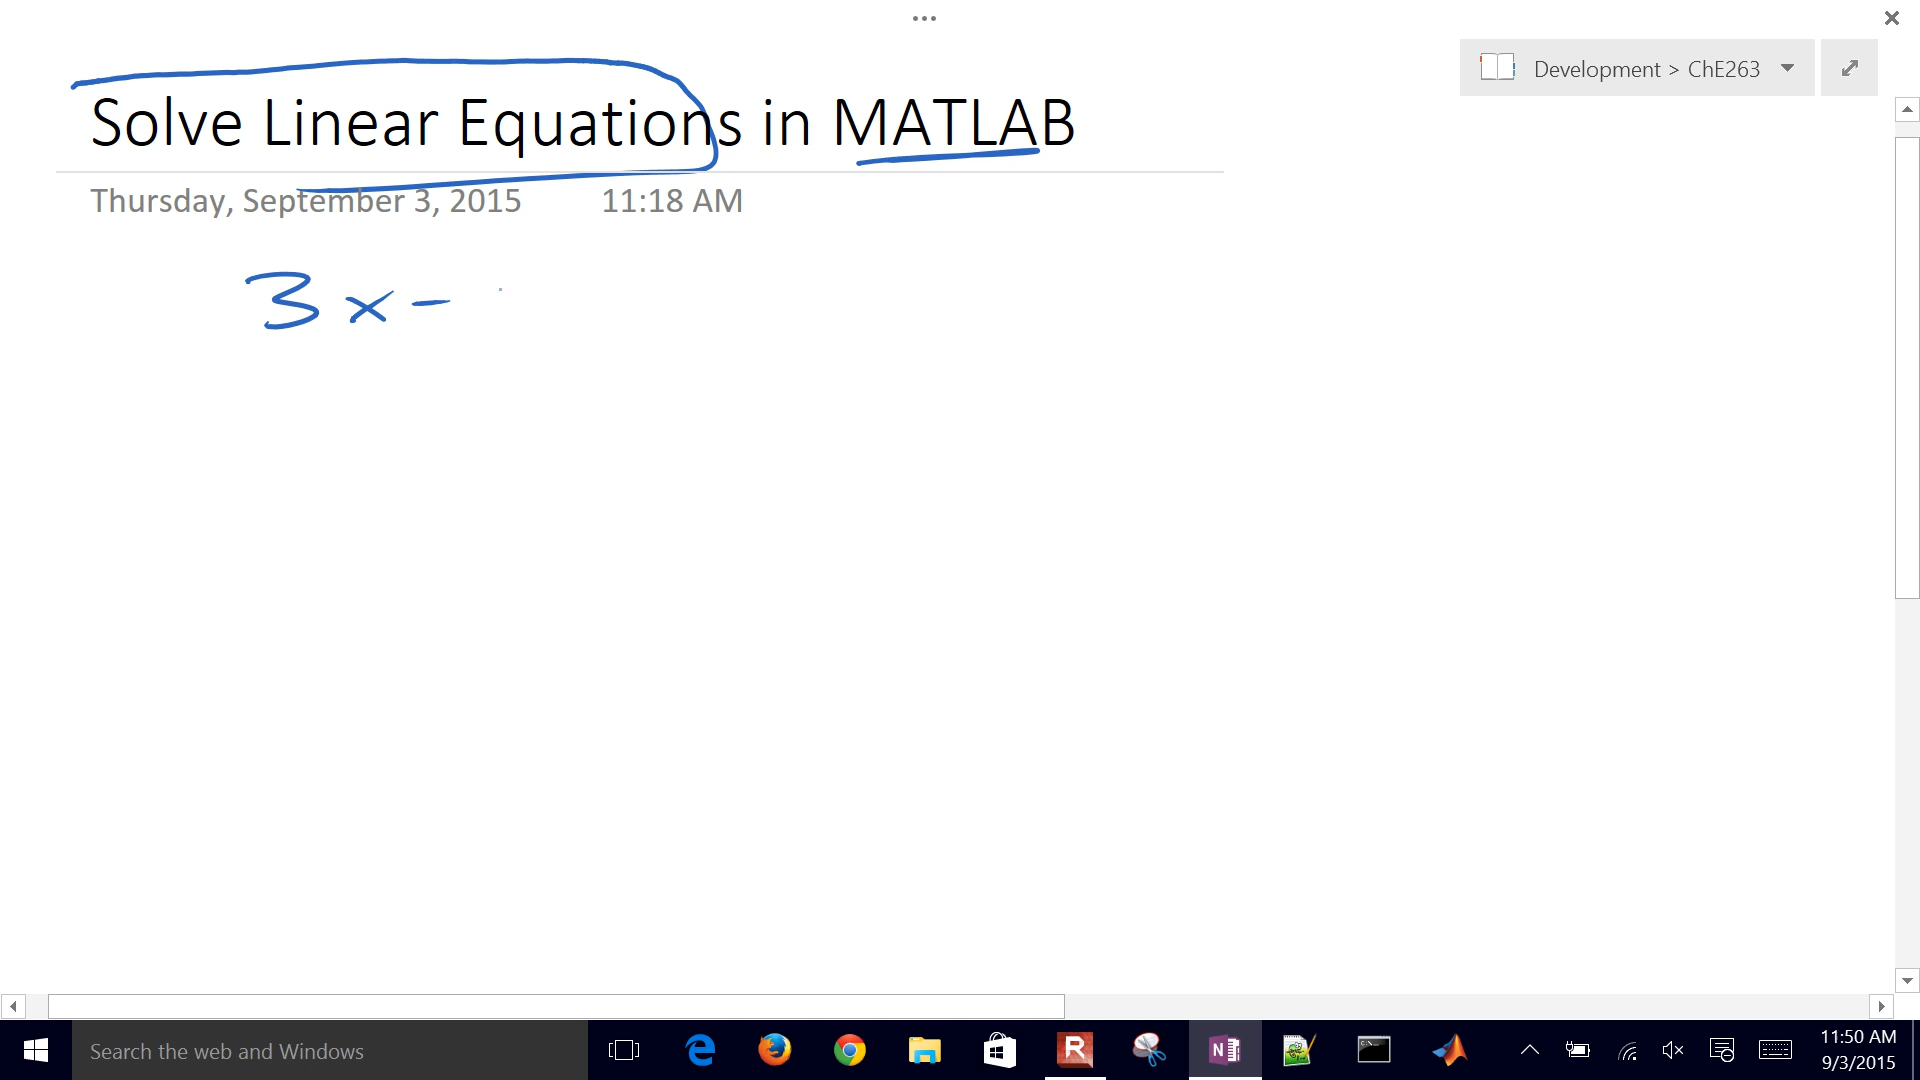 Development > ChE263
Solve Linear Equations in MATLAB
Thursday, September 3, 2015 11:18 AM
3x-
Search the web and Windows
11:50 AM
9/3/2015